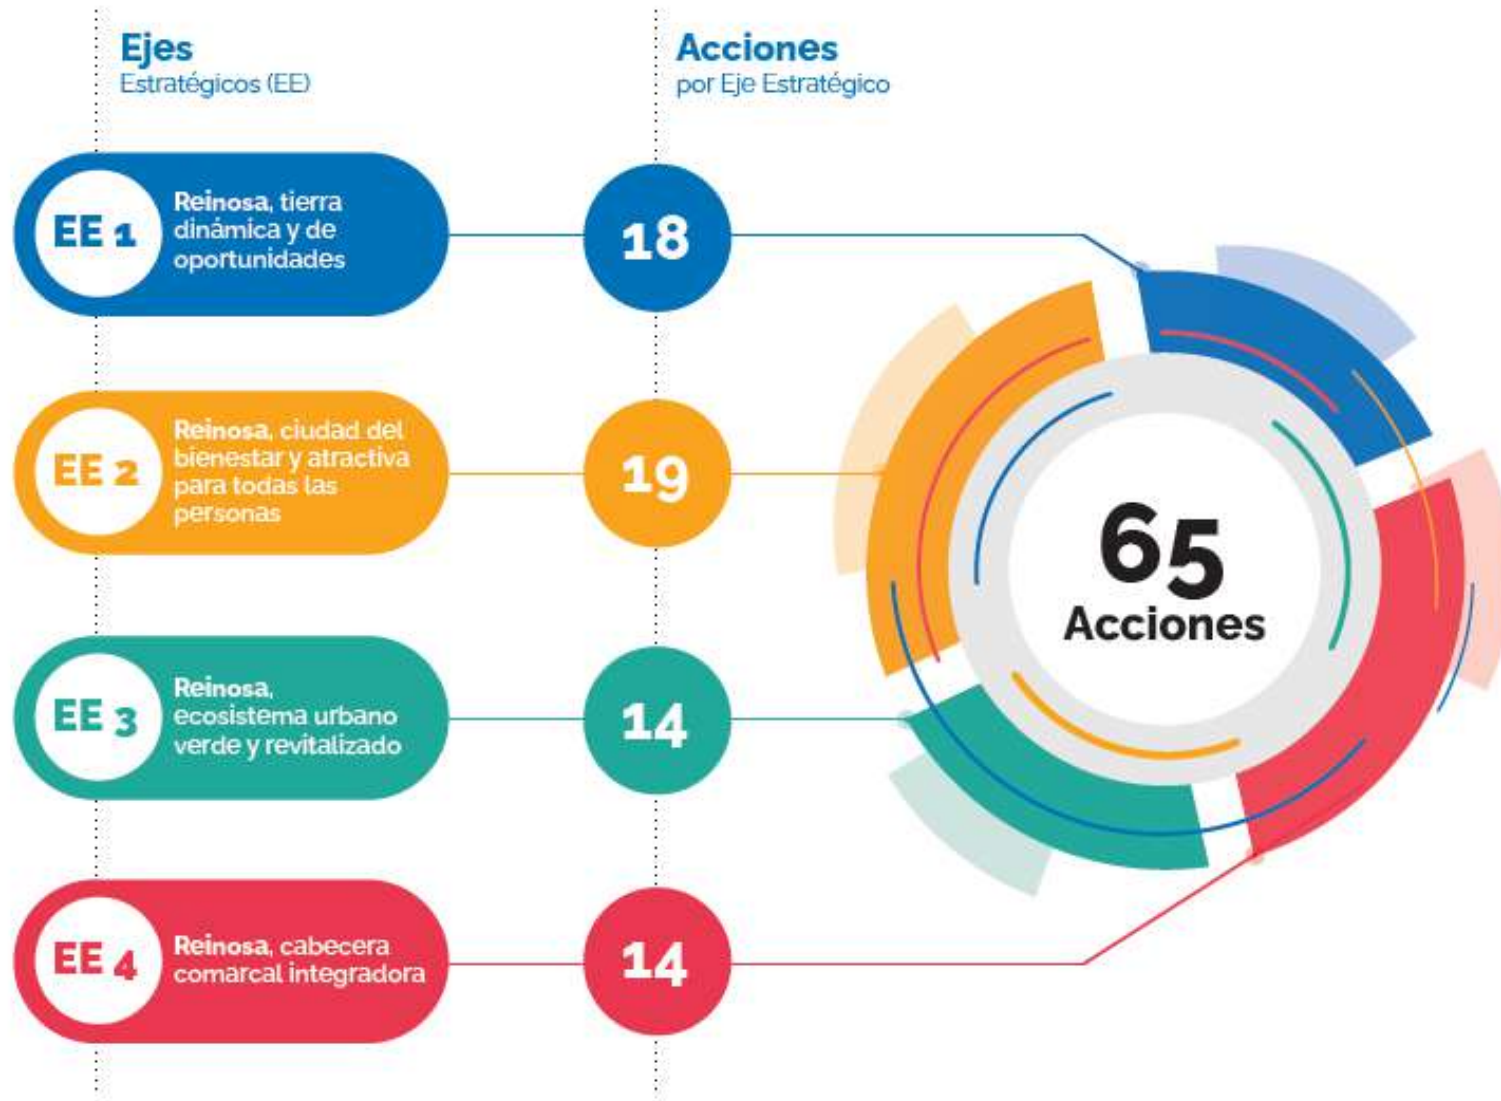 Ejes
Estratégicos (EE)
Acciones
por Eje Estratégico
EE 1
Reinosa, tierra
dinámica y de
oportunidades
18
EE 2
Reinosa, ciudad del
bienestar y atractiva
para todas las
personas
19
EE 3
Reinosa,
ecosistema urbano
verde y revitalizado
14
EE 4
Reinosa, cabecera
comarcal integradora
14
65
Acciones